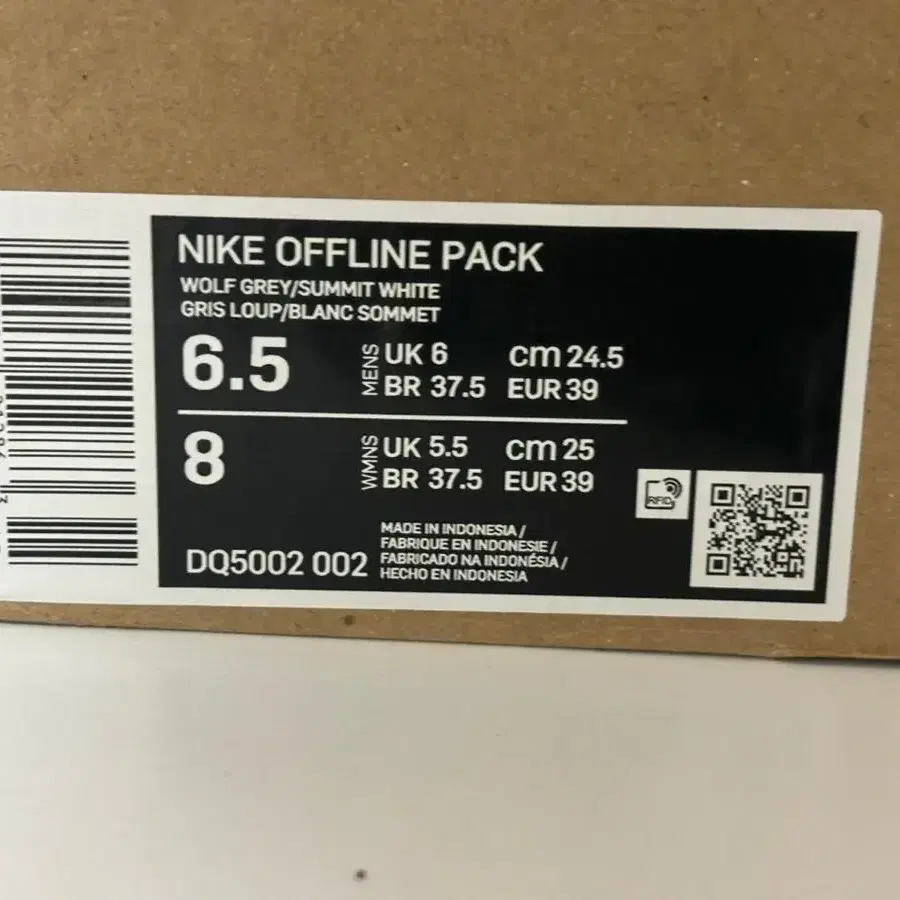 NIKE OFFLINE PACK
WOLF GREY/SUMMIT WHITE
GRIS LOUP/BLANC SOMMET
6.5
MENS
UK 6 cm 24.5
BR 37.5 EUR 39
8
WMNS
UK 5.5 cm 25
BR 37.5 EUR 39
RFID
DQ5002 002
MADE IN INDONESIA /
FABRIQUE EN INDONESIE /
FABRICADO NA INDONÉSIA /
HECHO EN INDONESIA